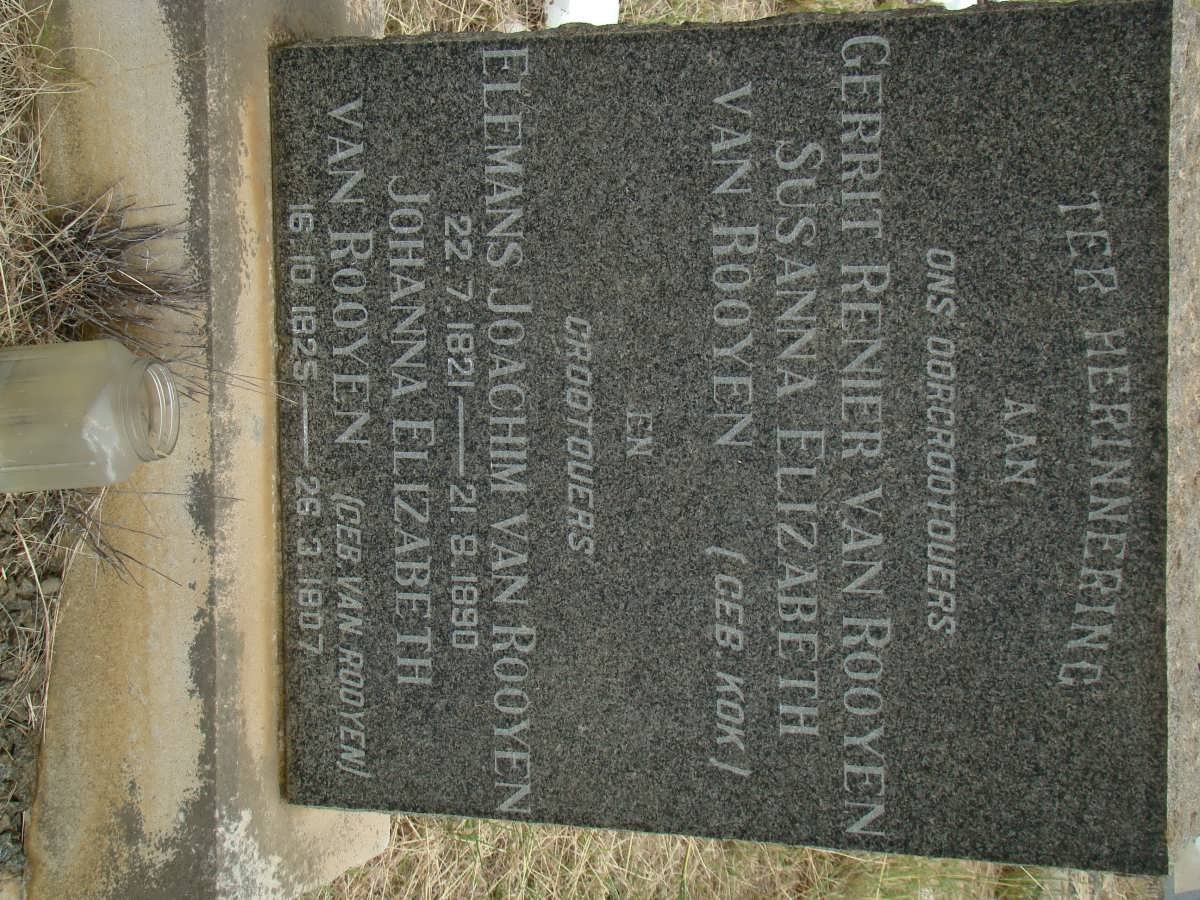 TER HERINNERING
AAN
ONS OORGROOTOUERS
GERRIT RENIER VAN ROOYEN
SUSANNA ELIZABETH
VAN ROOYEN (GEB KOK)
EN
GROOTOUERS
ELEMANS JOACHIM VAN ROOYEN
22.7.1821 — 21.9.1890
JOHANNA ELIZABETH
VAN ROOYEN (GEB. VAN ROOYEN)
16.10.1825 — 26.3.1907